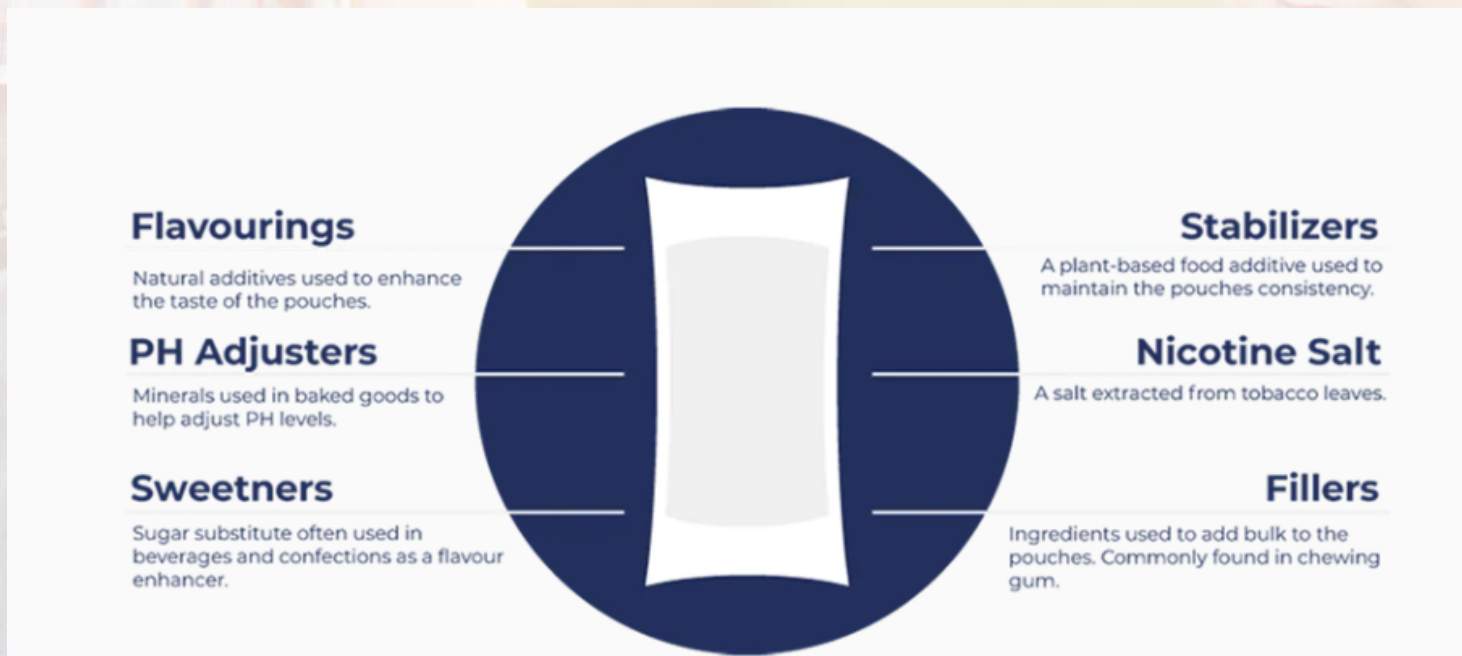 Flavourings
Natural additives used to enhance
the taste of the pouches.
PH Adjusters
Minerals used in baked goods to
help adjust PH levels.
Sweetners
Sugar substitute often used in
beverages and confections as a flavour
enhancer.
Stabilizers
A plant-based food additive used to
maintain the pouches consistency.
Nicotine Salt
A salt extracted from tobacco leaves.
Fillers
Ingredients used to add bulk to the
pouches. Commonly found in chewing
gum.